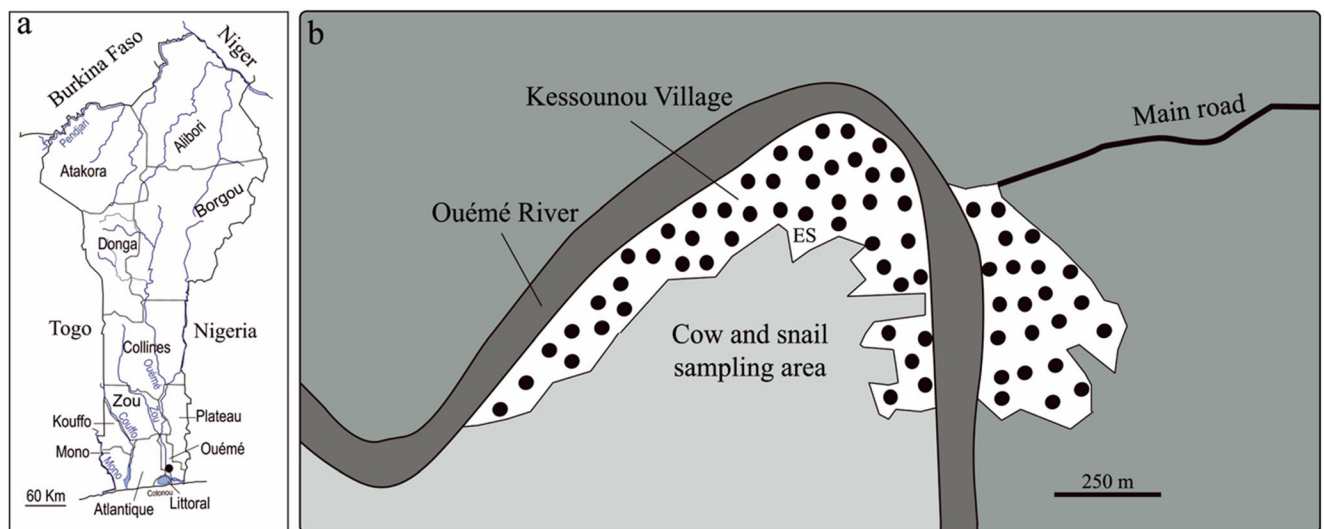 a
Burkina Faso
Niger
Pendjari
Alibori
Atakora
Borgou
Donga
Togo
Nigeria
Collines
Ouémé
Zou
Zou
Kouffo
Couffo
Plateau
Mono
Mono
Ouémé
Cotonou
60 Km
Littoral
Atlantique
b
Kessounou Village
Main road
Ouémé River
ES
Cow and snail
sampling area
250 m